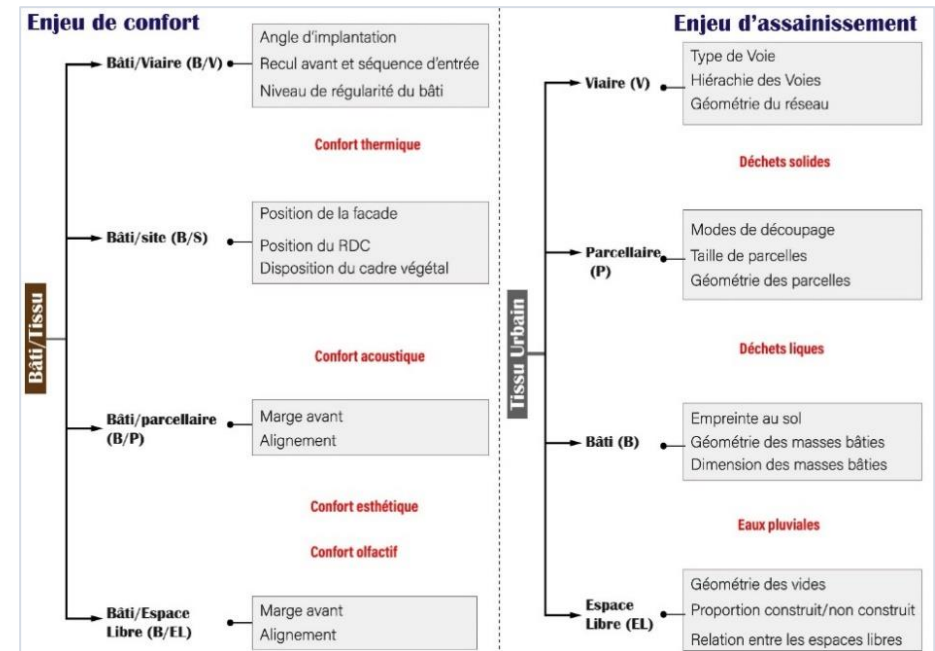 Enjeu de confort
Bâti/Tissu
Bâti/Viaire (B/V)
Angle d'implantation
Recul avant et séquence d'entrée
Niveau de régularité du bâti
Confort thermique
Bâti/site (B/S)
Position de la facade
Position du RDC
Disposition du cadre végétal
Confort acoustique
Bâti/parcellaire
(B/P)
Marge avant
Alignement
Confort esthétique
Confort olfactif
Bâti/Espace
Libre (B/EL)
Marge avant
Alignement
Enjeu d'assainissement
Tissu Urbain
Viaire (V)
Type de Voie
Hiérachie des Voies
Géométrie du réseau
Déchets solides
Parcellaire
(P)
Modes de découpage
Taille de parcelles
Géométrie des parcelles
Déchets liques
Bâti (B)
Empreinte au sol
Géométrie des masses bâties
Dimension des masses bâties
Eaux pluviales
Espace
Libre (EL)
Géométrie des vides
Proportion construit/non construit
Relation entre les espaces libres